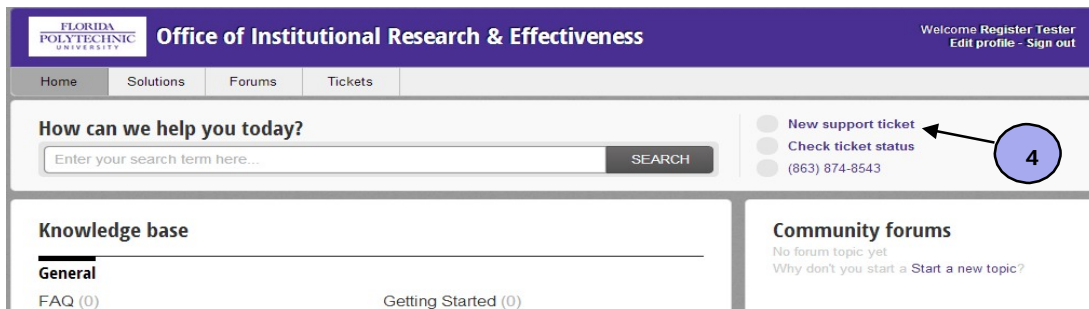 FLORIDA
POLYTECHNIC
UNIVERSITY
Office of Institutional Research & Effectiveness
Welcome Register Tester
Edit profile - Sign out
Home Solutions Forums Tickets
How can we help you today?
Enter your search term here... SEARCH
New support ticket
Check ticket status
(863) 874-8543
4
Knowledge base
General
FAQ (0) Getting Started (0)
Community forums
No forum topic yet
Why don't you start a Start a new topic?